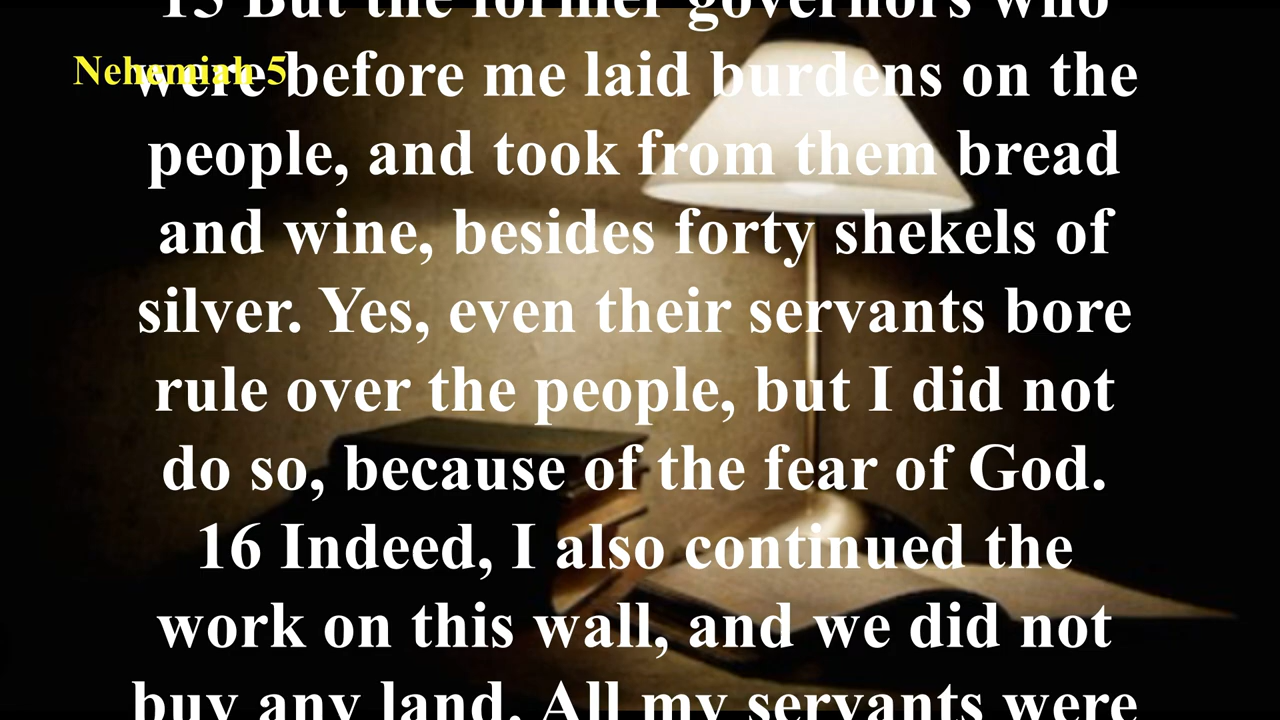 15 But the former governors who
Nehemiah 5
were before me laid burdens on the
people, and took from them bread
and wine, besides forty shekels of
silver. Yes, even their servants bore
rule over the people, but I did not
do so, because of the fear of God.
16 Indeed, I also continued the
work on this wall, and we did not
buy any land. All my servants were